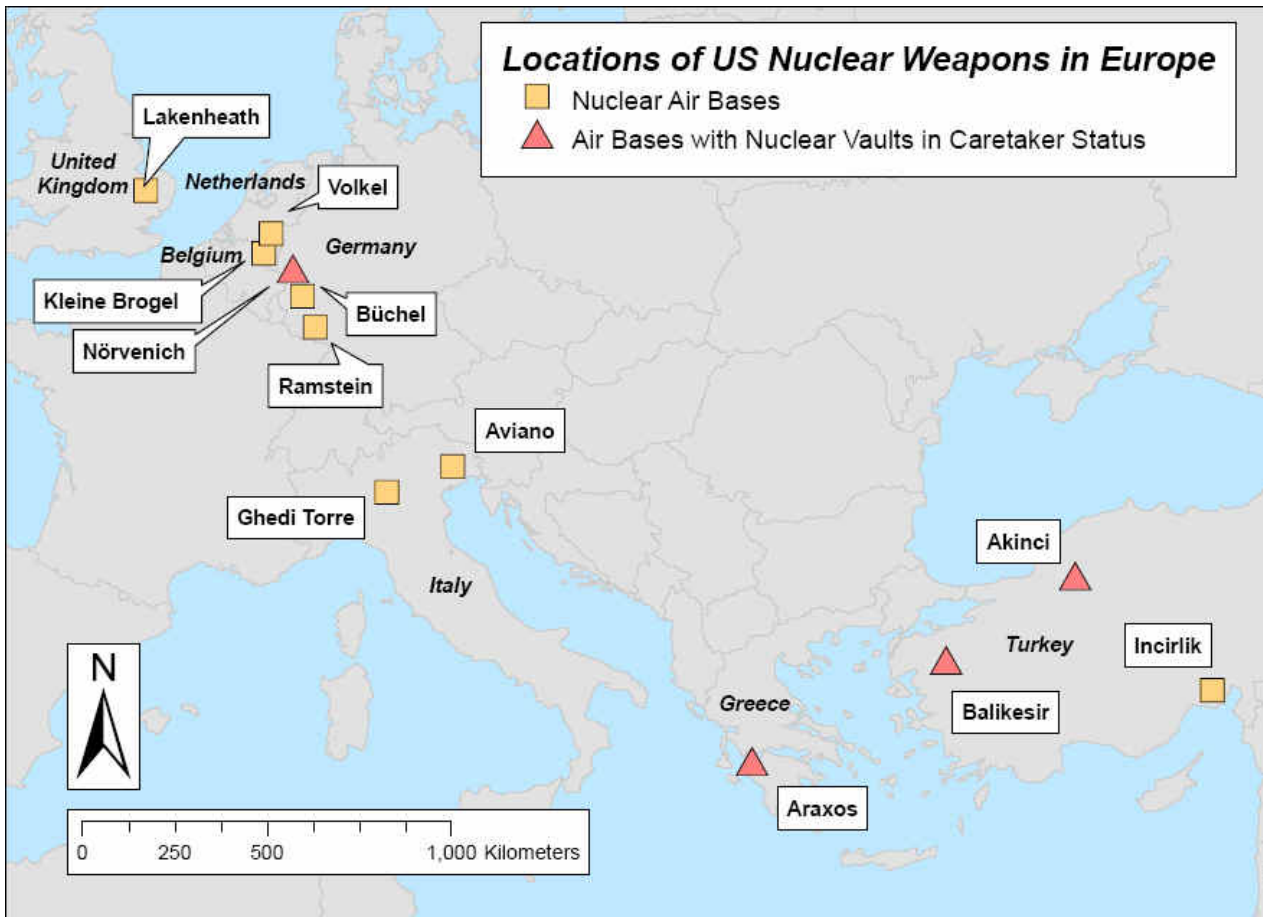 Locations of US Nuclear Weapons in Europe
Nuclear Air Bases
Air Bases with Nuclear Vaults in Caretaker Status
Lakenheath
United
Kingdom
Netherlands
Volkel
Belgium
Germany
Kleine Brogel
Büchel
Nörvenich
Ramstein
Aviano
Ghedi Torre
Akinci
Italy
Turkey
Incirlik
N
Greece
Balikesir
Araxos
0 250 500 1,000 Kilometers